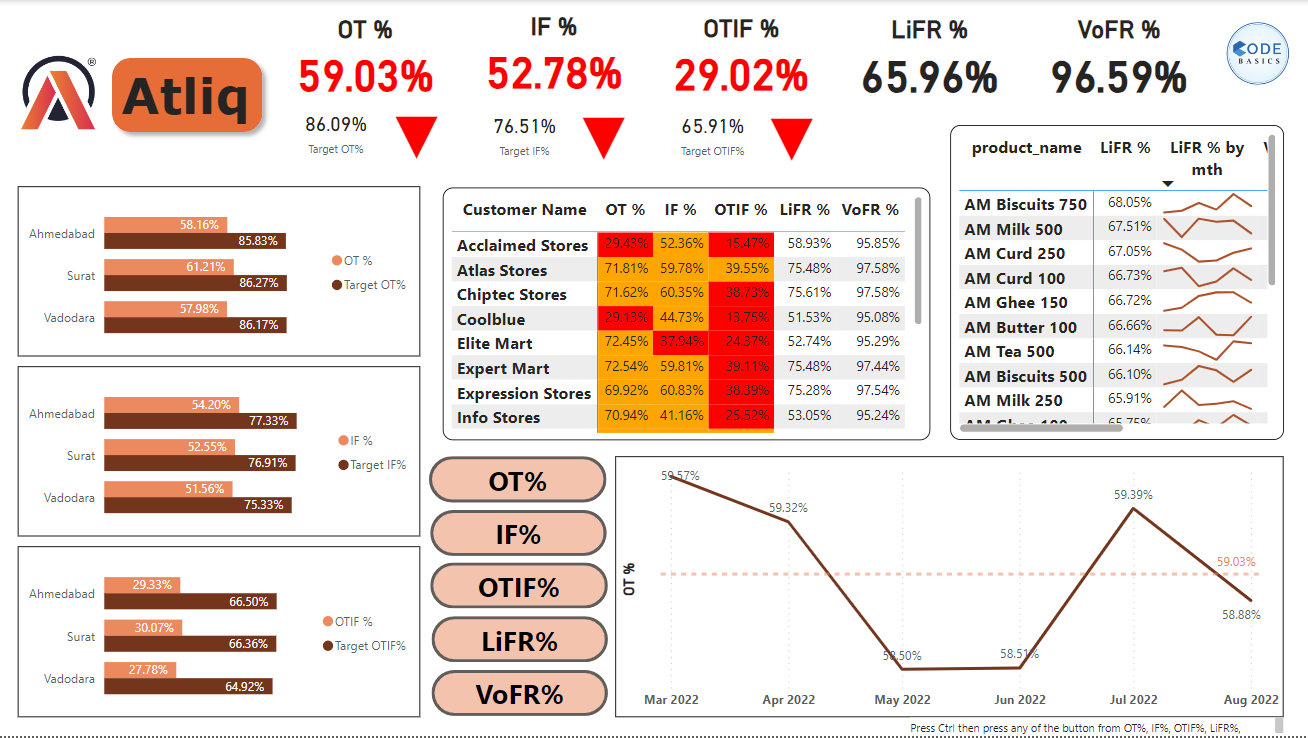 OT %
IF %
OTIF %
LiFR %
VoFR %
59.03%
52.78%
29.02%
65.96%
96.59%
86.09%
76.51%
65.91%
Target OT%
Target IF%
Target OTIF%
®
Atliq
CODE
BASICS
Ahmedabad 58.16%
85.83%
Surat 61.21%
86.27%
Vadodara 57.98%
86.17%
OT %
Target OT%
Ahmedabad 54.20%
77.33%
Surat 52.55%
76.91%
Vadodara 51.56%
75.33%
IF %
Target IF%
Ahmedabad 29.33%
66.50%
Surat 30.07%
66.36%
Vadodara 27.78%
64.92%
OTIF %
Target OTIF%
Customer Name OT % IF % OTIF % LiFR % VoFR %
Acclaimed Stores 29.43% 52.36% 15.47% 58.93% 95.85%
Atlas Stores 71.81% 59.78% 39.55% 75.48% 97.58%
Chiptec Stores 71.62% 60.35% 38.73% 75.61% 97.58%
Coolblue 29.13% 44.73% 13.75% 51.53% 95.08%
Elite Mart 72.45% 37.94% 24.37% 52.74% 95.29%
Expert Mart 72.54% 59.81% 39.11% 75.48% 97.44%
Expression Stores 69.92% 60.83% 38.39% 75.28% 97.54%
Info Stores 70.94% 41.16% 25.52% 53.05% 95.24%
product_name LiFR % LiFR % by
mth
AM Biscuits 750 68.05%
AM Milk 500 67.51%
AM Curd 250 67.05%
AM Curd 100 66.73%
AM Ghee 150 66.72%
AM Butter 100 66.66%
AM Tea 500 66.14%
AM Biscuits 500 66.10%
AM Milk 250 65.91%
AM Ghee 100 65.75%
OT%
IF%
OTIF%
LiFR%
VoFR%
OT %
59.57%
59.32%
58.50%
58.51%
59.39%
59.03%
58.88%
Mar 2022 Apr 2022 May 2022 Jun 2022 Jul 2022 Aug 2022
Press Ctrl then press any of the button from OT%, IF%, OTIF%, LiFR%,